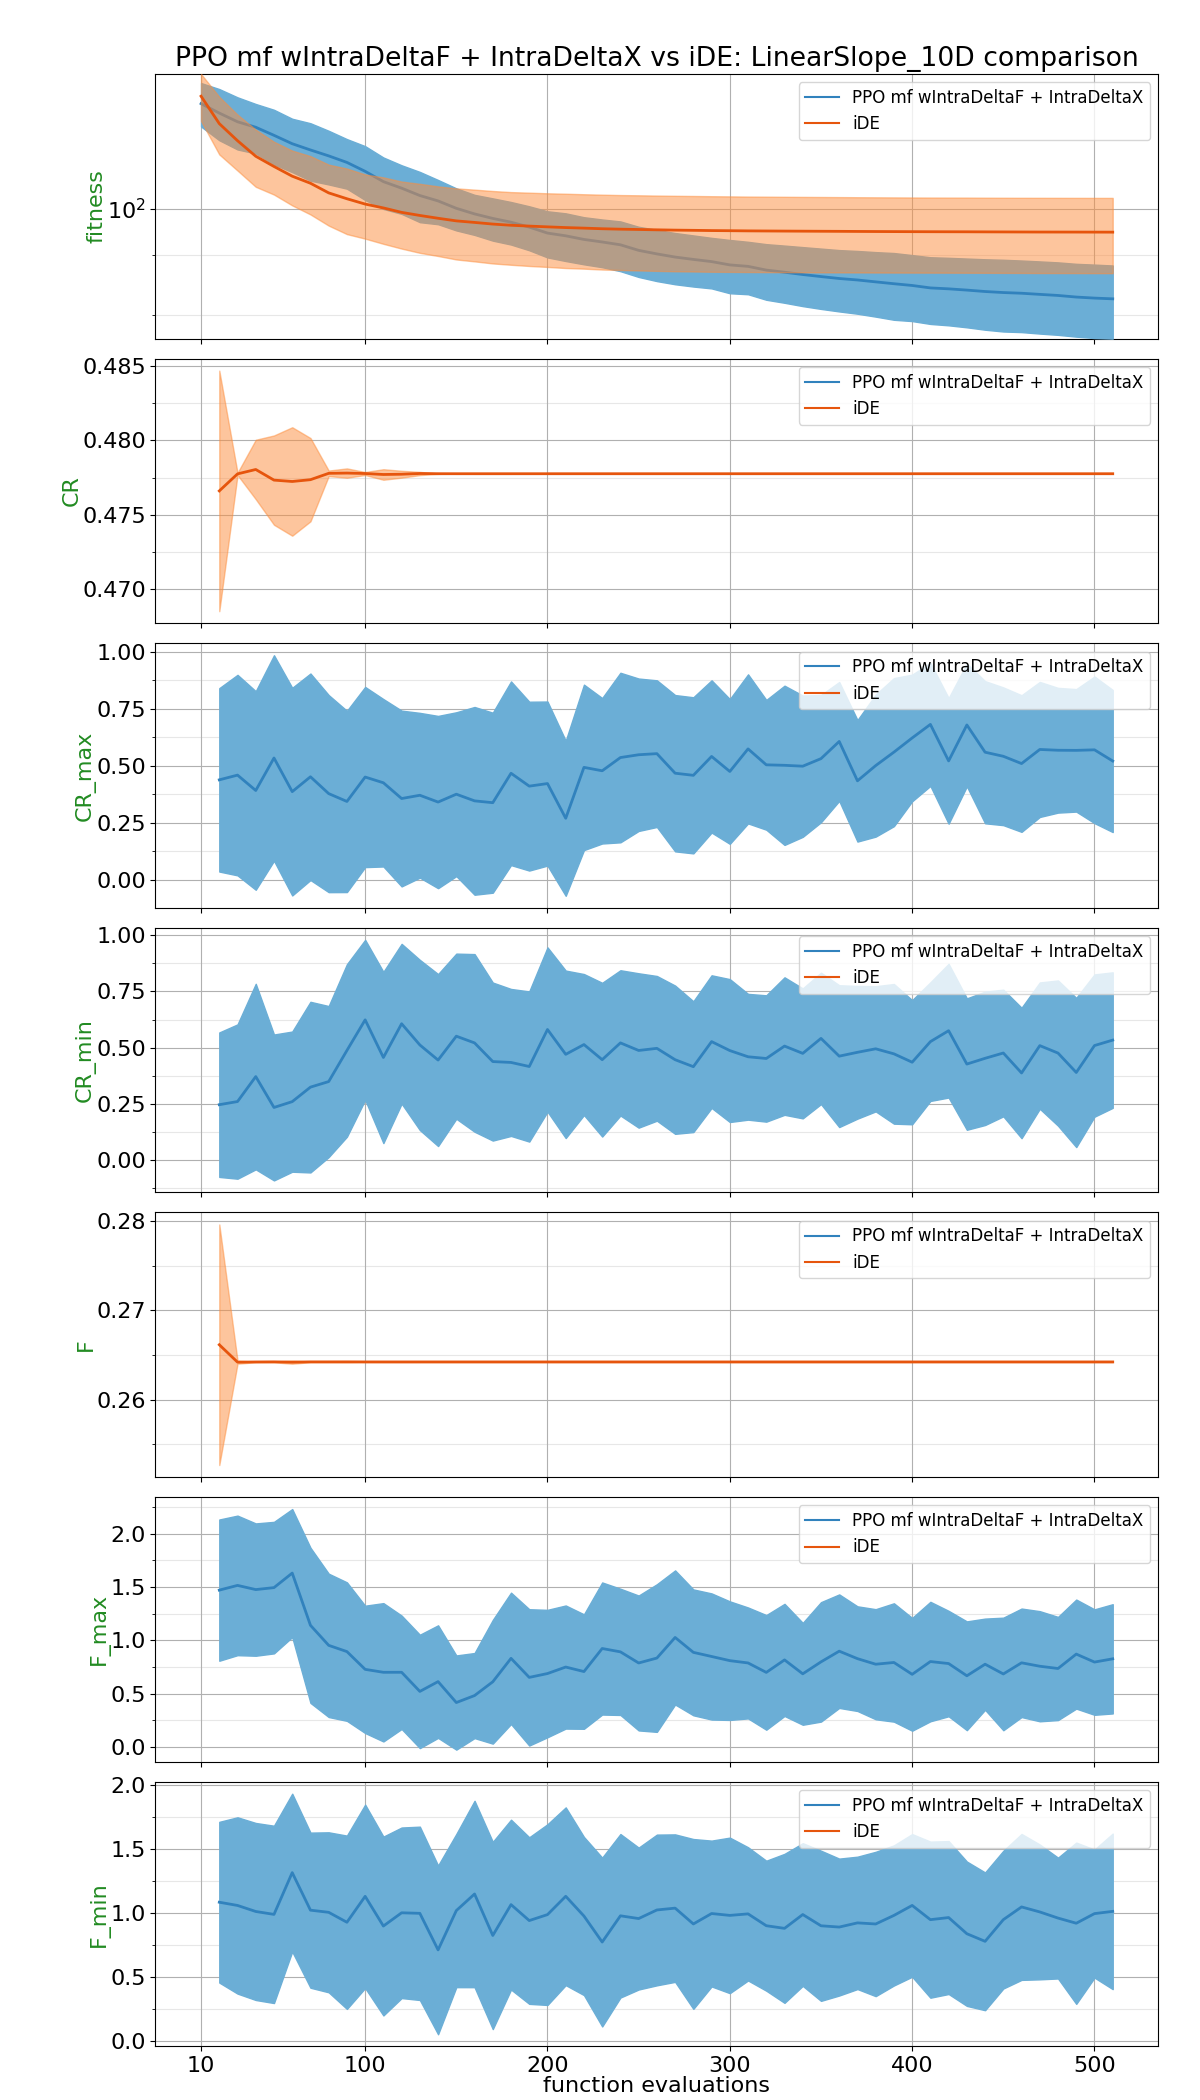 PPO mf wIntraDeltaF + IntraDeltaX vs iDE: LinearSlope_10D comparison
fitness
10²
PPO mf wIntraDeltaF + IntraDeltaX
iDE
CR
0.485
0.480
0.475
0.470
PPO mf wIntraDeltaF + IntraDeltaX
iDE
CR_max
1.00
0.75
0.50
0.25
0.00
PPO mf wIntraDeltaF + IntraDeltaX
iDE
CR_min
1.00
0.75
0.50
0.25
0.00
PPO mf wIntraDeltaF + IntraDeltaX
iDE
F
0.28
0.27
0.26
PPO mf wIntraDeltaF + IntraDeltaX
iDE
F_max
2.0
1.5
1.0
0.5
0.0
PPO mf wIntraDeltaF + IntraDeltaX
iDE
F_min
2.0
1.5
1.0
0.5
0.0
PPO mf wIntraDeltaF + IntraDeltaX
iDE
10 100 200 300 400 500
function evaluations